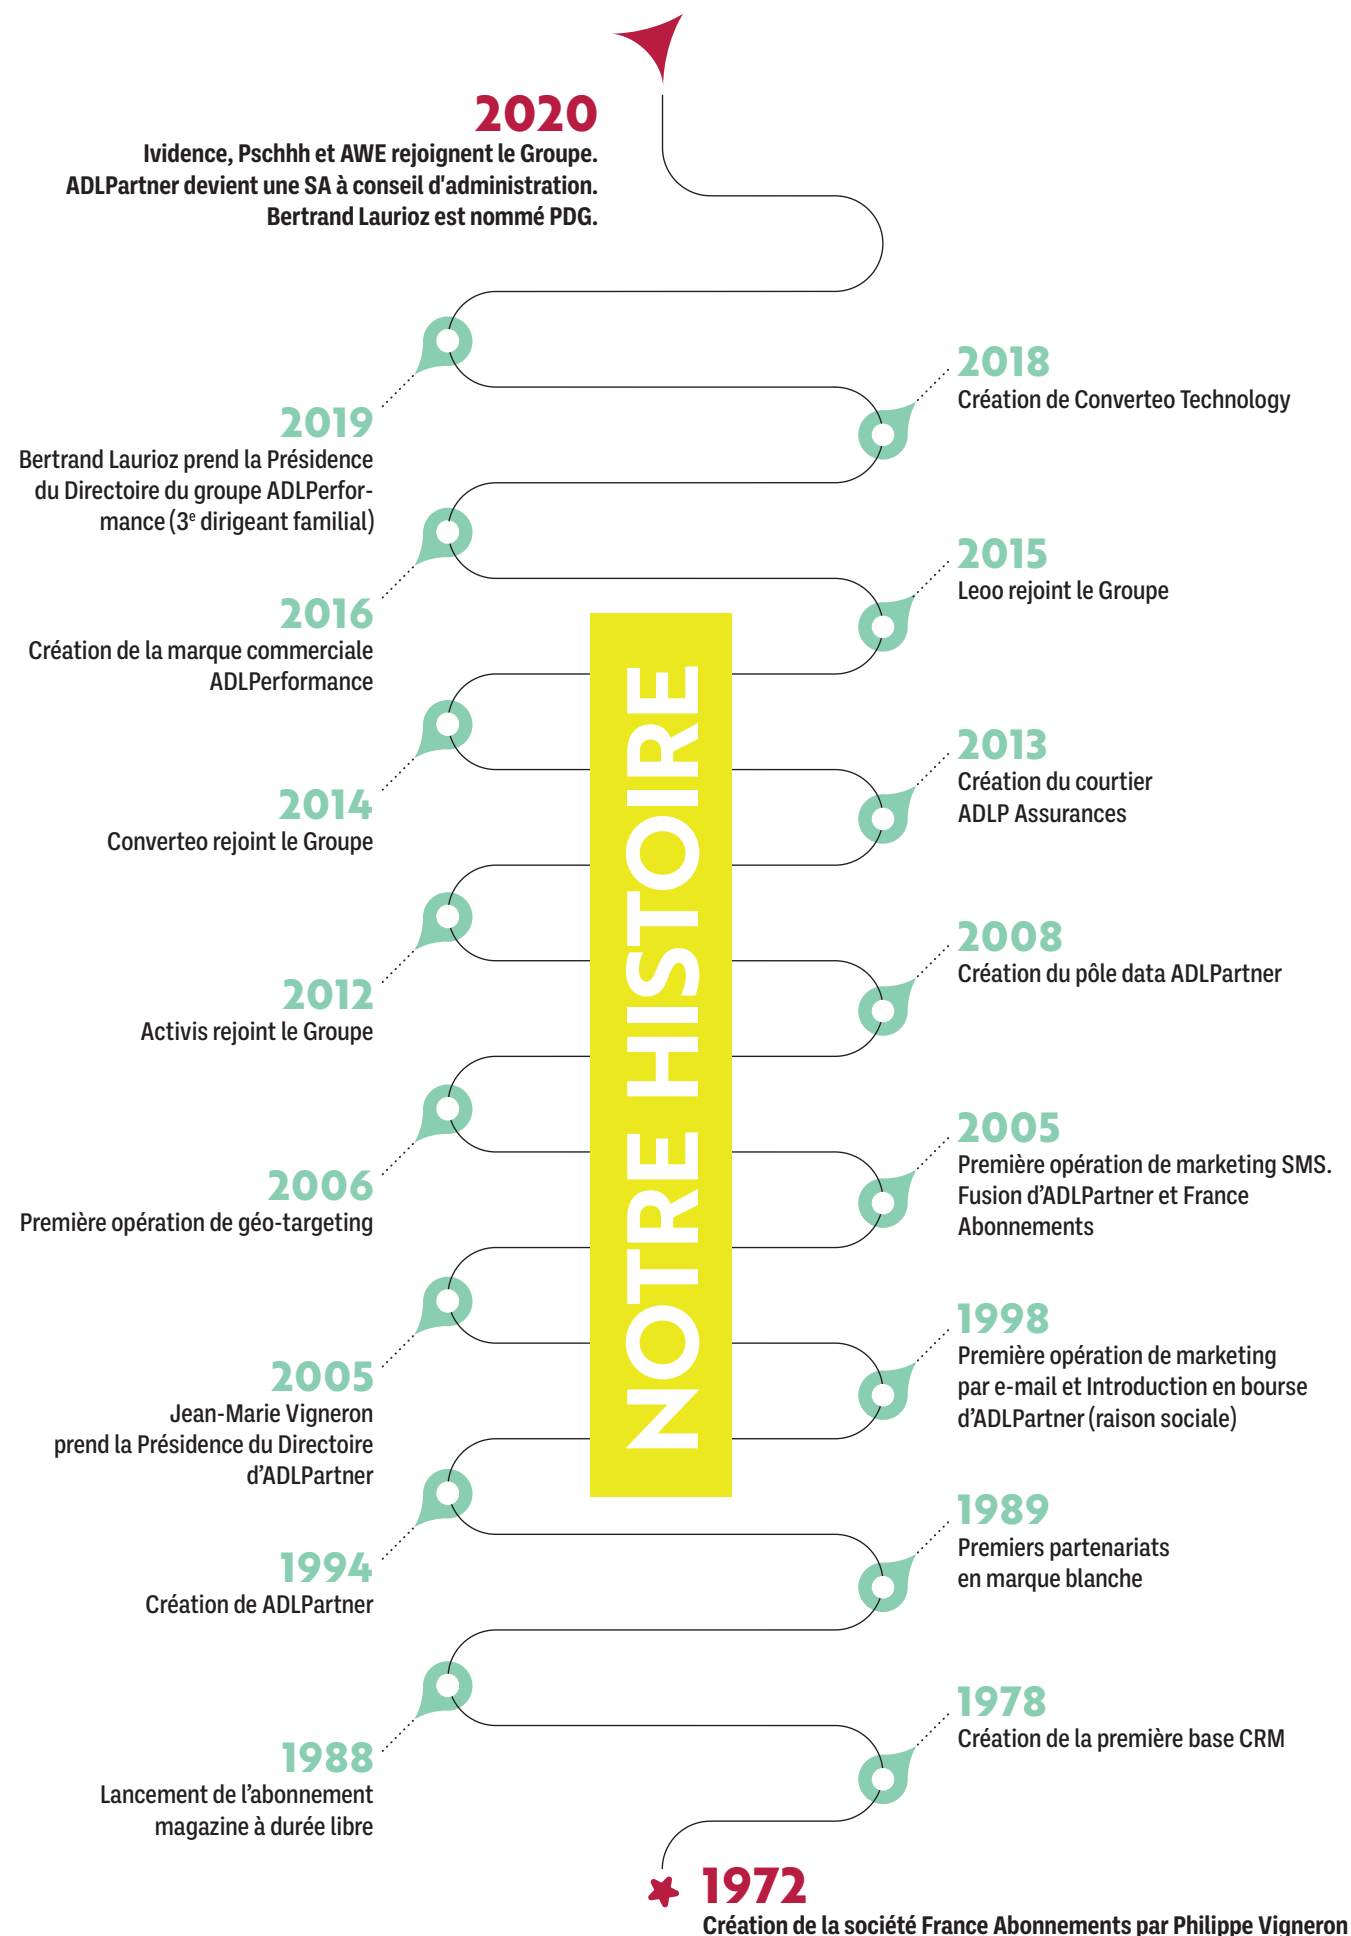 2020
Ividence, Pschhh et AWE rejoignent le Groupe.
ADLPartner devient une SA à conseil d'administration.
Bertrand Laurioz est nommé PDG.
2018
Création de Converteo Technology
2019
Bertrand Laurioz prend la Présidence
du Directoire du groupe ADLPerfor-
mance (3e dirigeant familial)
2015
Leoo rejoint le Groupe
2016
Création de la marque commerciale
ADLPerformance
2013
Création du courtier
ADLP Assurances
2014
Converteo rejoint le Groupe
NOTRE HISTOIRE
2008
Création du pôle data ADLPartner
2012
Activis rejoint le Groupe
2005
Première opération de marketing SMS.
Fusion d’ADLPartner et France
Abonnements
2006
Première opération de géo-targeting
1998
Première opération de marketing
par e-mail et Introduction en bourse
d’ADLPartner (raison sociale)
2005
Jean-Marie Vigneron
prend la Présidence du Directoire
d’ADLPartner
1989
Premiers partenariats
en marque blanche
1994
Création de ADLPartner
1978
Création de la première base CRM
1988
Lancement de l’abonnement
magazine à durée libre
1972
Création de la société France Abonnements par Philippe Vigneron